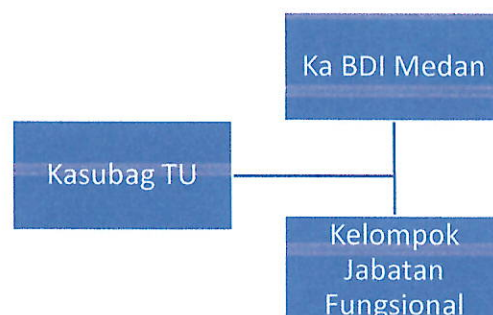 Ka BDI Medan
Kasubag TU
Kelompok
Jabatan
Fungsional